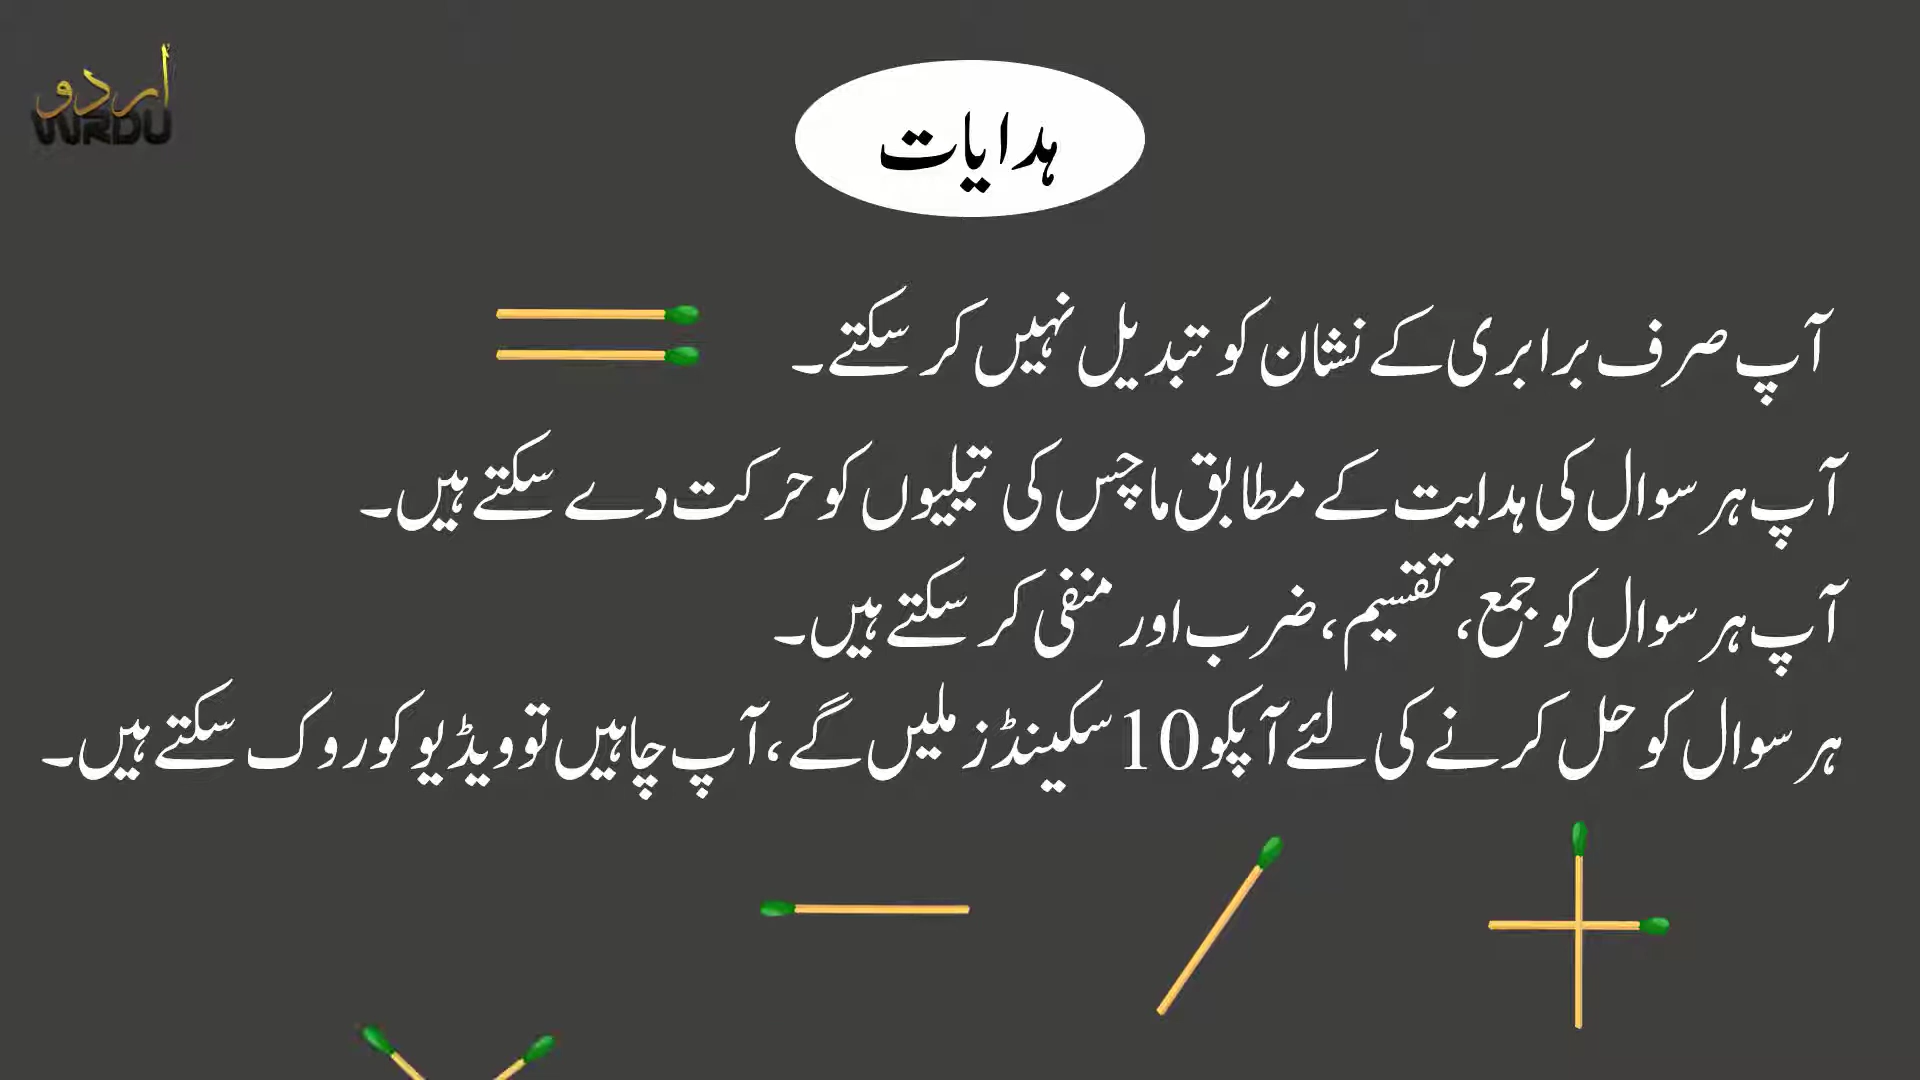 اُردو
VURDU
ہدایات
آپ صرف برابری کے نشان کو تبدیل نہیں کر سکتے۔
آپ ہر سوال کی ہدایت کے مطابق ماچس کی تیلیوں کو حرکت دے سکتے ہیں۔
آپ ہر سوال کو جمع، تقسیم، ضرب اور منفی کر سکتے ہیں۔
ہر سوال کو حل کرنے کی لئے آپکو 10 سکینڈز ملیں گے، آپ چاہیں تو ویڈیو کو روک سکتے ہیں۔